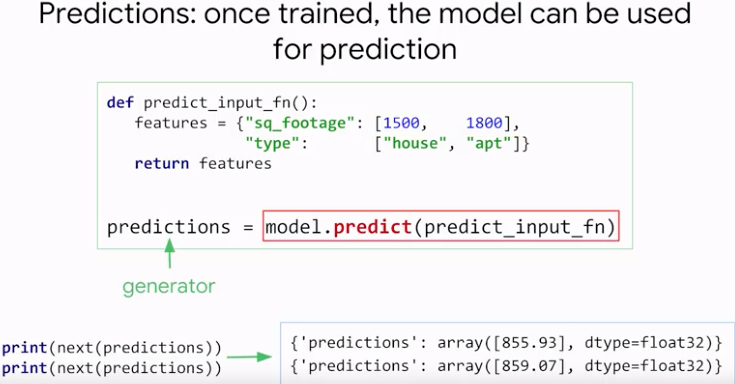 Predictions: once trained, the model can be used
for prediction
def predict_input_fn():
features = {"sq_footage": [1500, 1800],
"type": ["house", "apt"]}
return features
predictions = model.predict(predict_input_fn)
generator
print(next(predictions))
print(next(predictions))
{'predictions': array([855.93], dtype=float32)}
{'predictions': array([859.07], dtype=float32)}